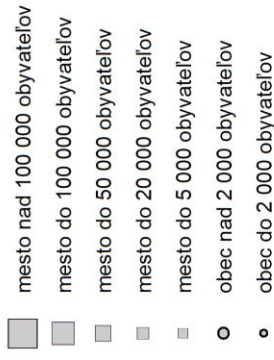 mesto nad 100 000 obyvateľov
mesto do 100 000 obyvateľov
mesto do 50 000 obyvateľov
mesto do 20 000 obyvateľov
mesto do 5 000 obyvateľov
obec nad 2 000 obyvateľov
obec do 2 000 obyvateľov